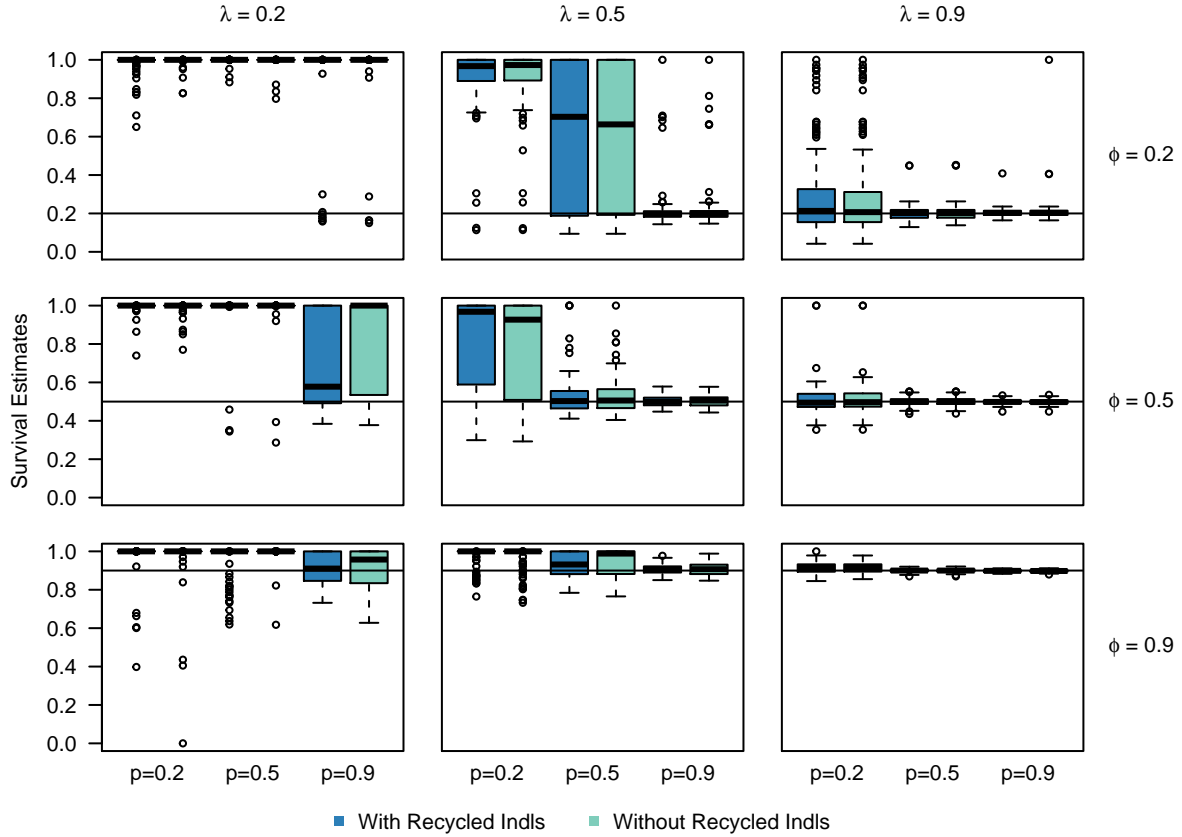 λ = 0.2 λ = 0.5 λ = 0.9
1.0
0.8
0.6
0.4
0.2
0.0
ϕ = 0.2
1.0
0.8
0.6
0.4
0.2
0.0
ϕ = 0.5
Survival Estimates
1.0
0.8
0.6
0.4
0.2
0.0
ϕ = 0.9
p=0.2 p=0.5 p=0.9 p=0.2 p=0.5 p=0.9 p=0.2 p=0.5 p=0.9
With Recycled Indls Without Recycled Indls